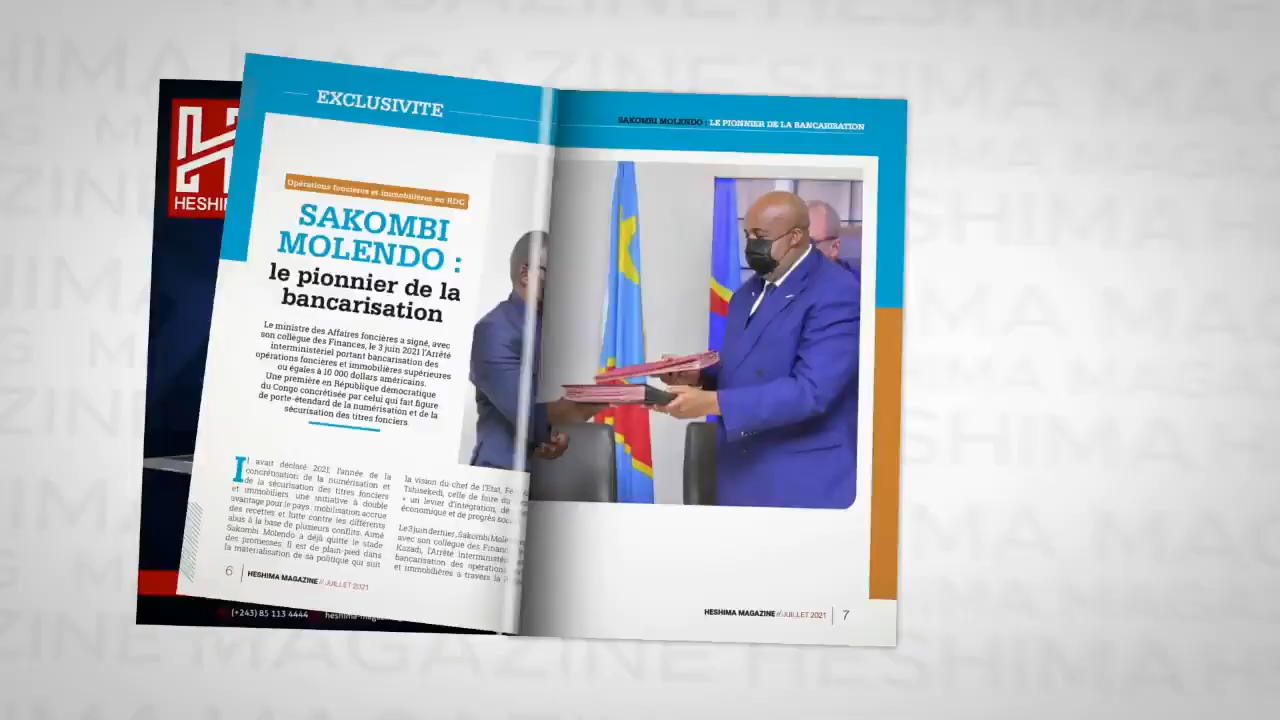 HESHIMA MAGAZINE HESHIMA
EXCLUSIVITE
Opérations foncières et immobilières en RDC
SAKOMBI
MOLENDO :
le pionnier de la
bancarisation
Le ministre des Affaires foncières a signé, avec
son collègue des Finances, le 3 juin 2021 l'Arrêté
interministériel portant bancarisation des
opérations foncières et immobilières supérieures
ou égales à 10 000 dollars américains.
Une première en République démocratique
du Congo concrétisée par celui qui fait figure
de porte-étendard de la numérisation et de la
sécurisation des titres fonciers
Il avait déclaré 2021, l'année de la
concrétisation de la numérisation et
de la sécurisation des titres fonciers
et immobiliers une initiative à double
avantage pour le pays: mobilisation accrue
des recettes et lutte contre les différents
abus à la base de plusieurs conflits. Aimé
Sakombi Molendo a déjà quitté le stade
des promesses. Il est de plain-pied dans
la matérialisation de sa politique qui suit
la vision du chef de l'Etat,
Tshisekedi, celle de faire du
« un levier d'intégration, de
économique et de progrès
Le 3 juin dernier, Sakombi
avec son collègue des
Kazadi, l'Arrêté
bancarisation des
et immobilières à travers la
6 HESHIMA MAGAZINE // JUILLET 2021
(+243) 85 113 4444
SAKOMBI MOLENDO : LE PIONNIER DE LA BANCARISATION
HESHIMA MAGAZINE // JUILLET 2021 7